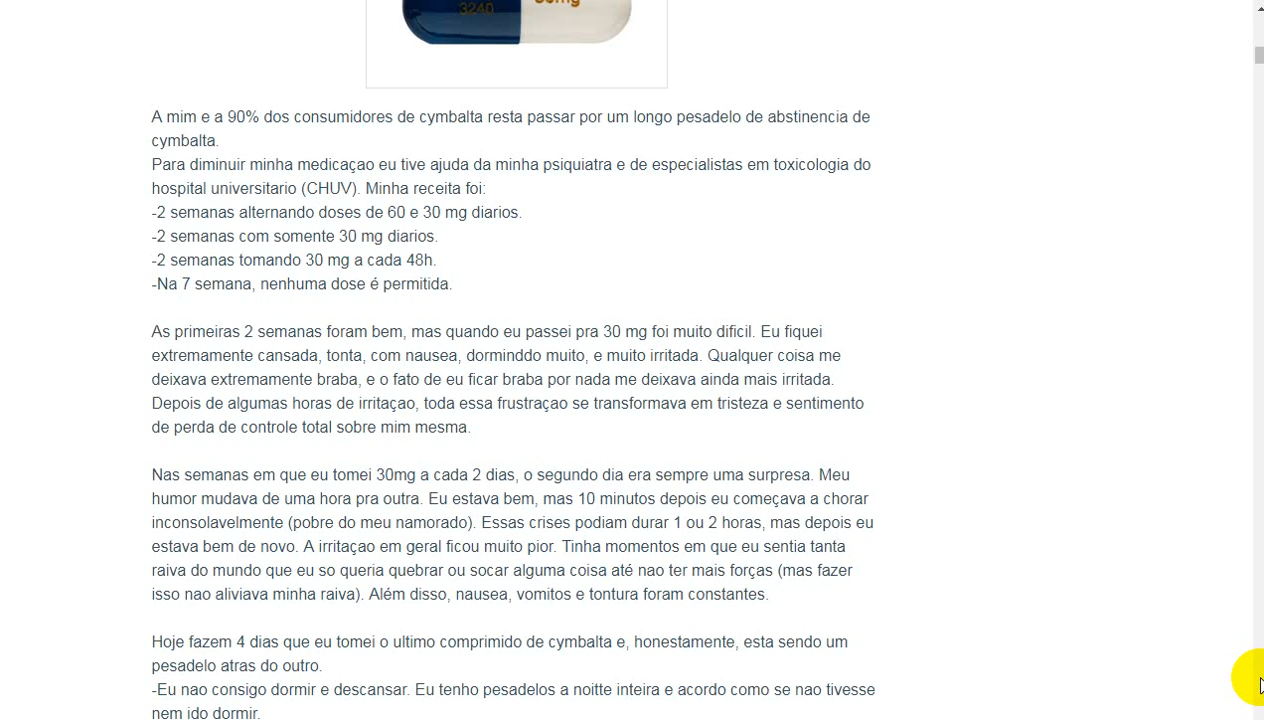 3240
A mim e a 90% dos consumidores de cymbalta resta passar por um longo pesadelo de abstinencia de
cymbalta.
Para diminuir minha medicaçao eu tive ajuda da minha psiquiatra e de especialistas em toxicologia do
hospital universitario (CHUV). Minha receita foi:
-2 semanas alternando doses de 60 e 30 mg diarios.
-2 semanas com somente 30 mg diarios.
-2 semanas tomando 30 mg a cada 48h.
-Na 7 semana, nenhuma dose é permitida.
As primeiras 2 semanas foram bem, mas quando eu passei pra 30 mg foi muito dificil. Eu fiquei
extremamente cansada, tonta, com nausea, dorminddo muito, e muito irritada. Qualquer coisa me
deixava extremamente braba, e o fato de eu ficar braba por nada me deixava ainda mais irritada.
Depois de algumas horas de irritaçao, toda essa frustraçao se transformava em tristeza e sentimento
de perda de controle total sobre mim mesma.
Nas semanas em que eu tomei 30mg a cada 2 dias, o segundo dia era sempre uma surpresa. Meu
humor mudava de uma hora pra outra. Eu estava bem, mas 10 minutos depois eu começava a chorar
inconsolavelmente (pobre do meu namorado). Essas crises podiam durar 1 ou 2 horas, mas depois eu
estava bem de novo. A irritaçao em geral ficou muito pior. Tinha momentos em que eu sentia tanta
raiva do mundo que eu so queria quebrar ou socar alguma coisa até nao ter mais forças (mas fazer
isso nao aliviava minha raiva). Além disso, nausea, vomitos e tontura foram constantes.
Hoje fazem 4 dias que eu tomei o ultimo comprimido de cymbalta e, honestamente, esta sendo um
pesadelo atras do outro.
-Eu nao consigo dormir e descansar. Eu tenho pesadelos a noitte inteira e acordo como se nao tivesse
nem ido dormir.